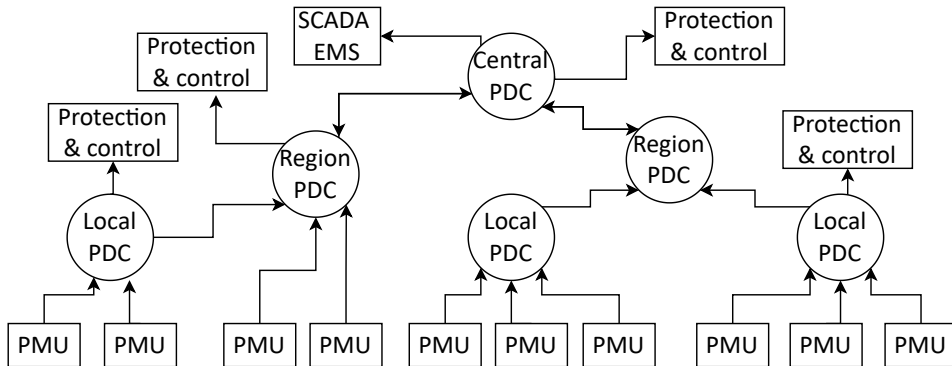 SCADA
EMS
Protection
& control
Central
PDC
Protection
& control
Protection
& control
Region
PDC
Region
PDC
Protection
& control
Local
PDC
Local
PDC
Local
PDC
PMU
PMU
PMU
PMU
PMU
PMU
PMU
PMU
PMU
PMU